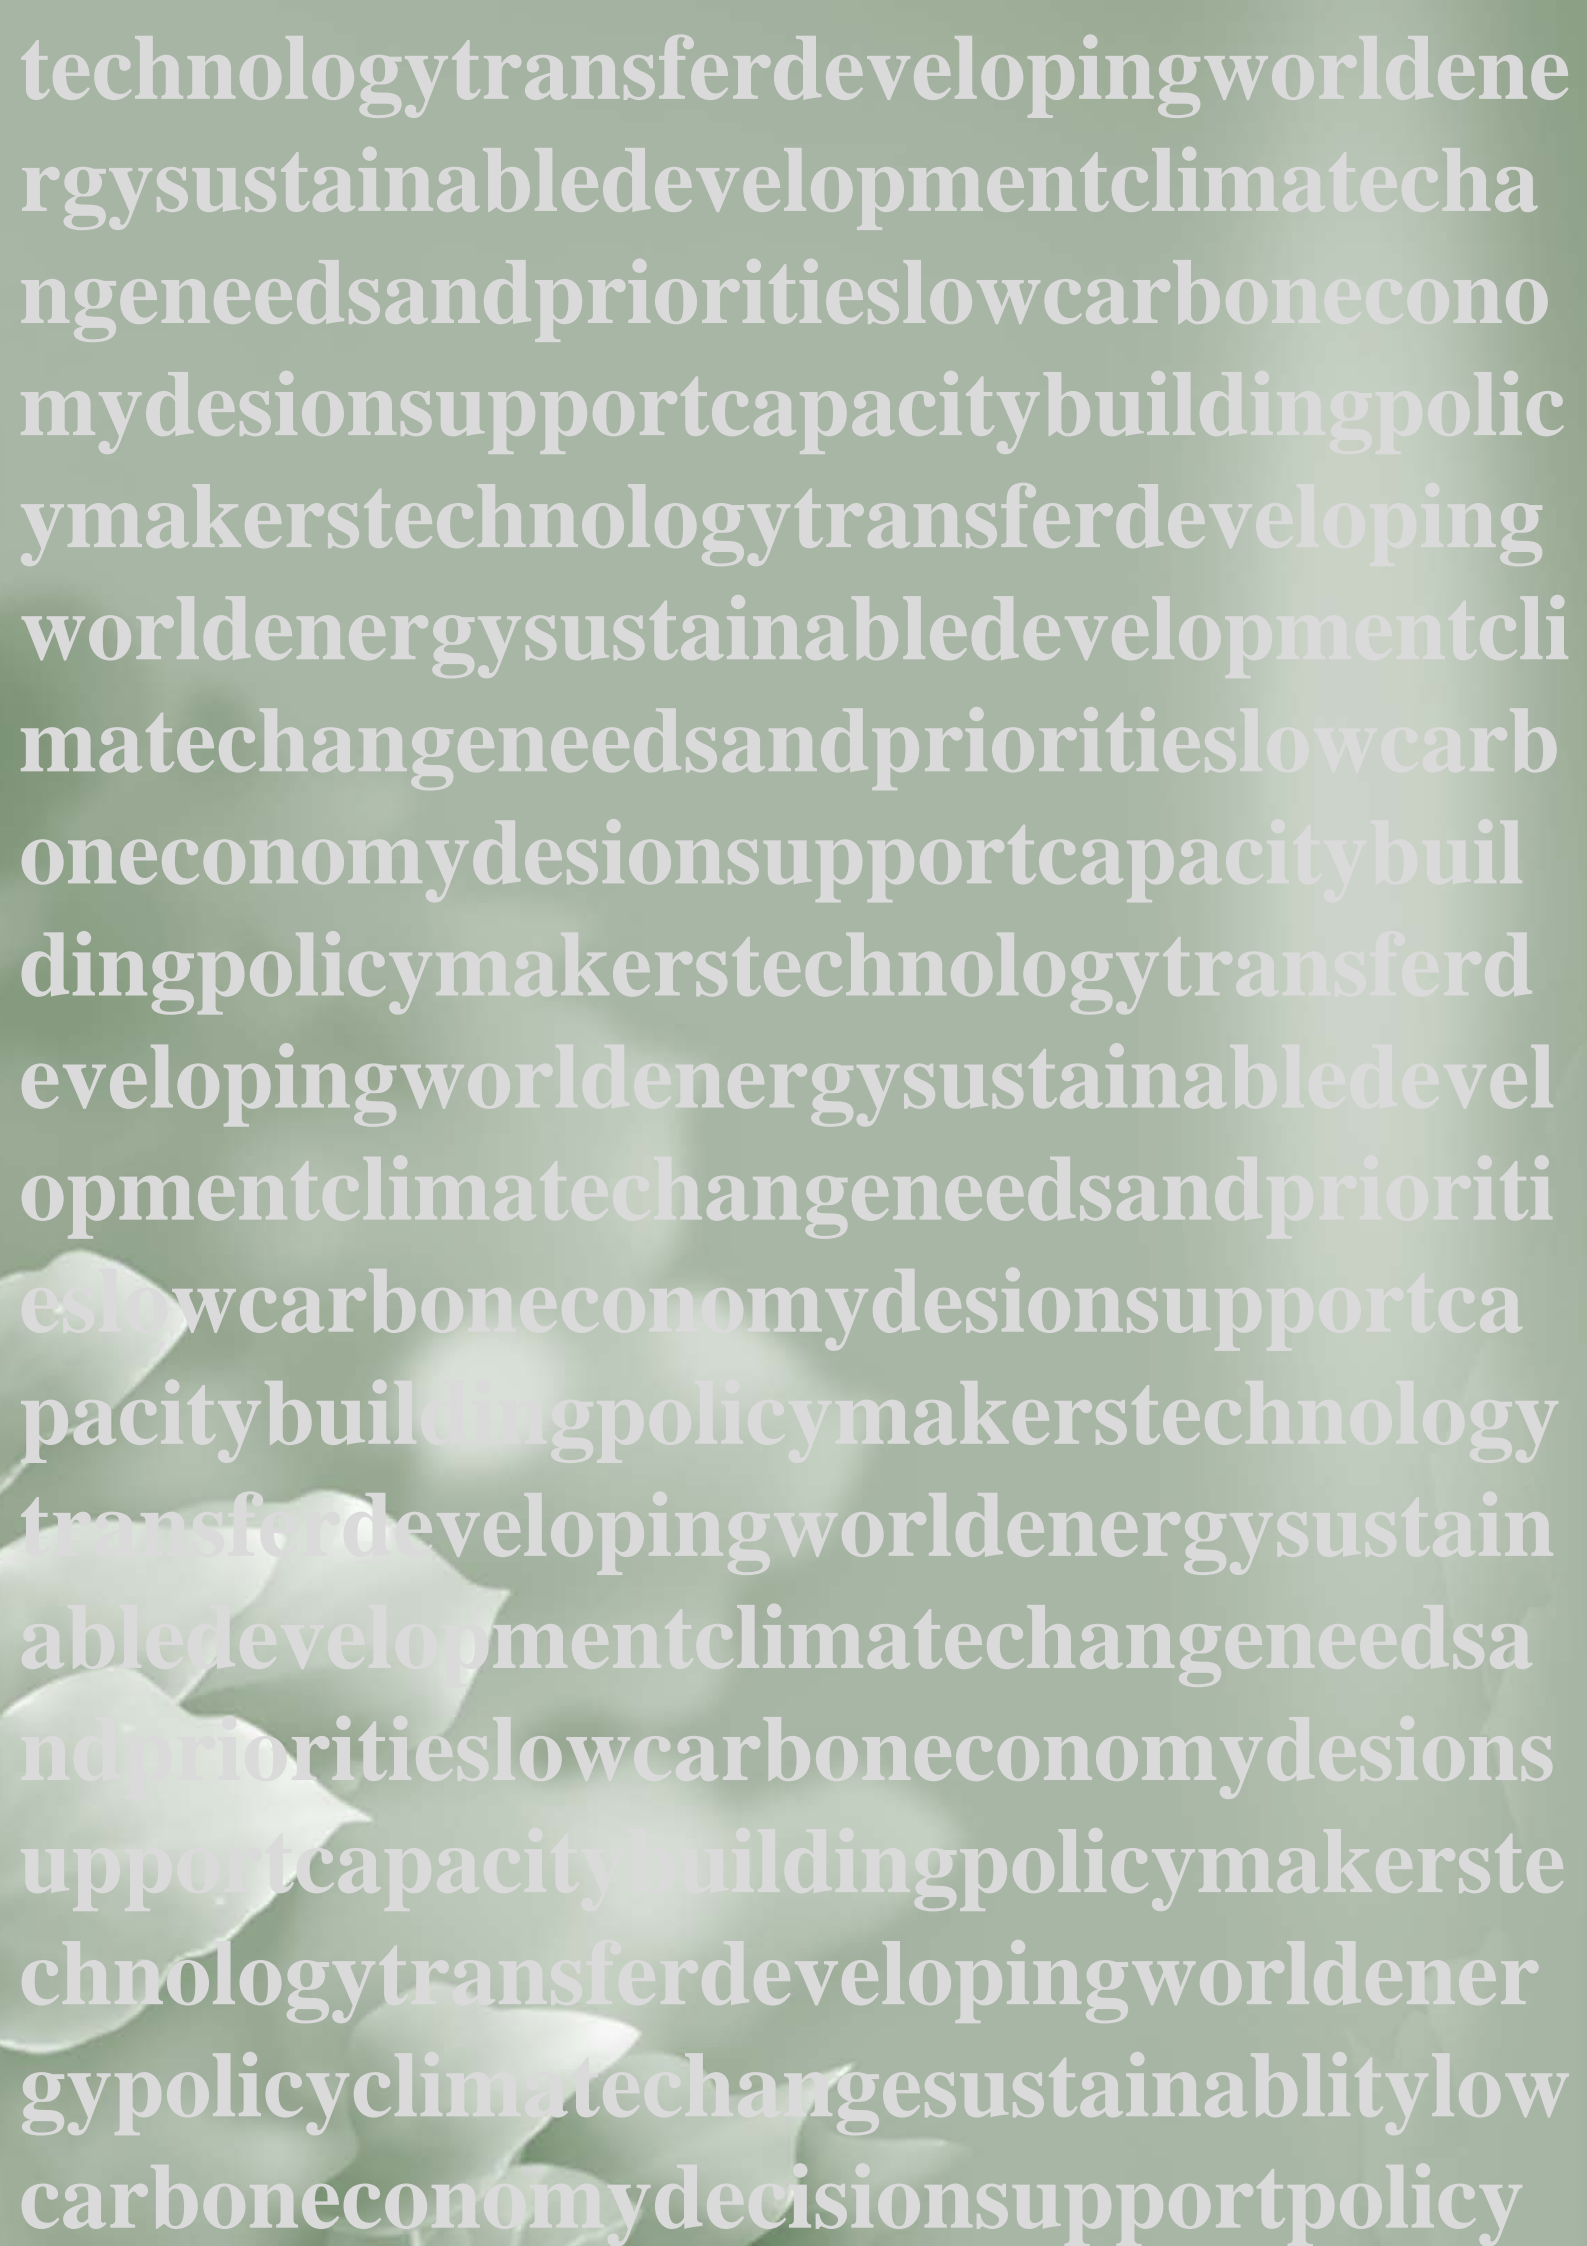 technologytransferdevelopingworldene
rgysustainabledevelopmentclimatecha
ngeneedsandprioritieslowcarbonecono
mydesionsupportcapacitybuildingpolic
ymakerstechnologytransferdeveloping
worldenergysustainabledevelopmentcli
matechangeneedsandprioritieslowcarb
oneconomydesionsupportcapacitybuil
dingpolicymakerstechnologytransferd
evelopingworldenergysustainabledevel
opmentclimatechangeneedsandprioriti
eslowcarboneconomydesionsupportca
pacitybuildingpolicymakerstechnology
transferdevelopingworldenergysustain
abledevelopmentclimatechangeneedsa
ndprioritieslowcarboneconomydesions
upportcapacitybuildingpolicymakerste
chnologytransferdevelopingworldener
gypolicyclimatechangesustainablitylow
carboneconomydecisionsupportpolicy